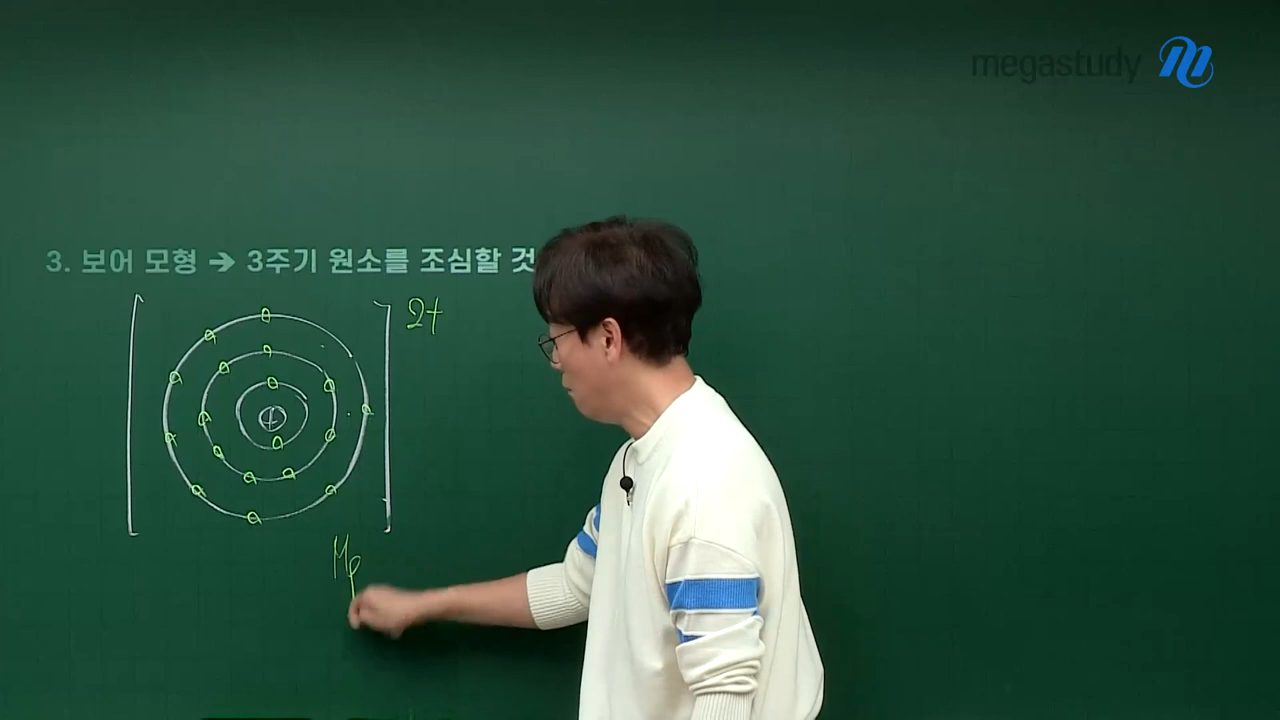 megastudy
3. 보어 모형 → 3주기 원소를 조심할 것
2+
+
Mg